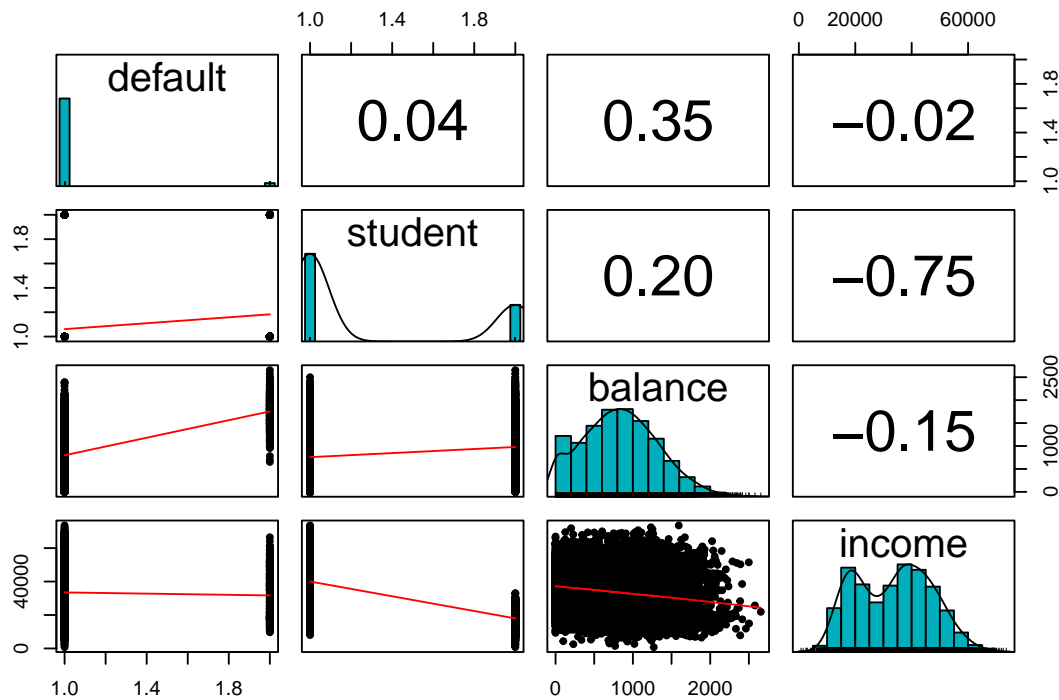 1.0 1.4 1.8 0 20000 60000
default 0.04 0.35 −0.02 1.0 1.4 1.8
1.0 1.4 1.8 student 0.20 −0.75
balance −0.15 0 1000 2500
0 40000 income
1.0 1.4 1.8 0 1000 2000